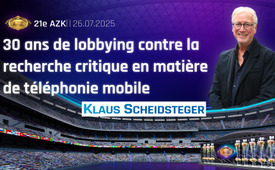 21e AZK || 26.07.2025
30 ans de lobbying contre la
recherche critique en matière
de téléphonie mobile
KLAUS SCHEIDSTEGER